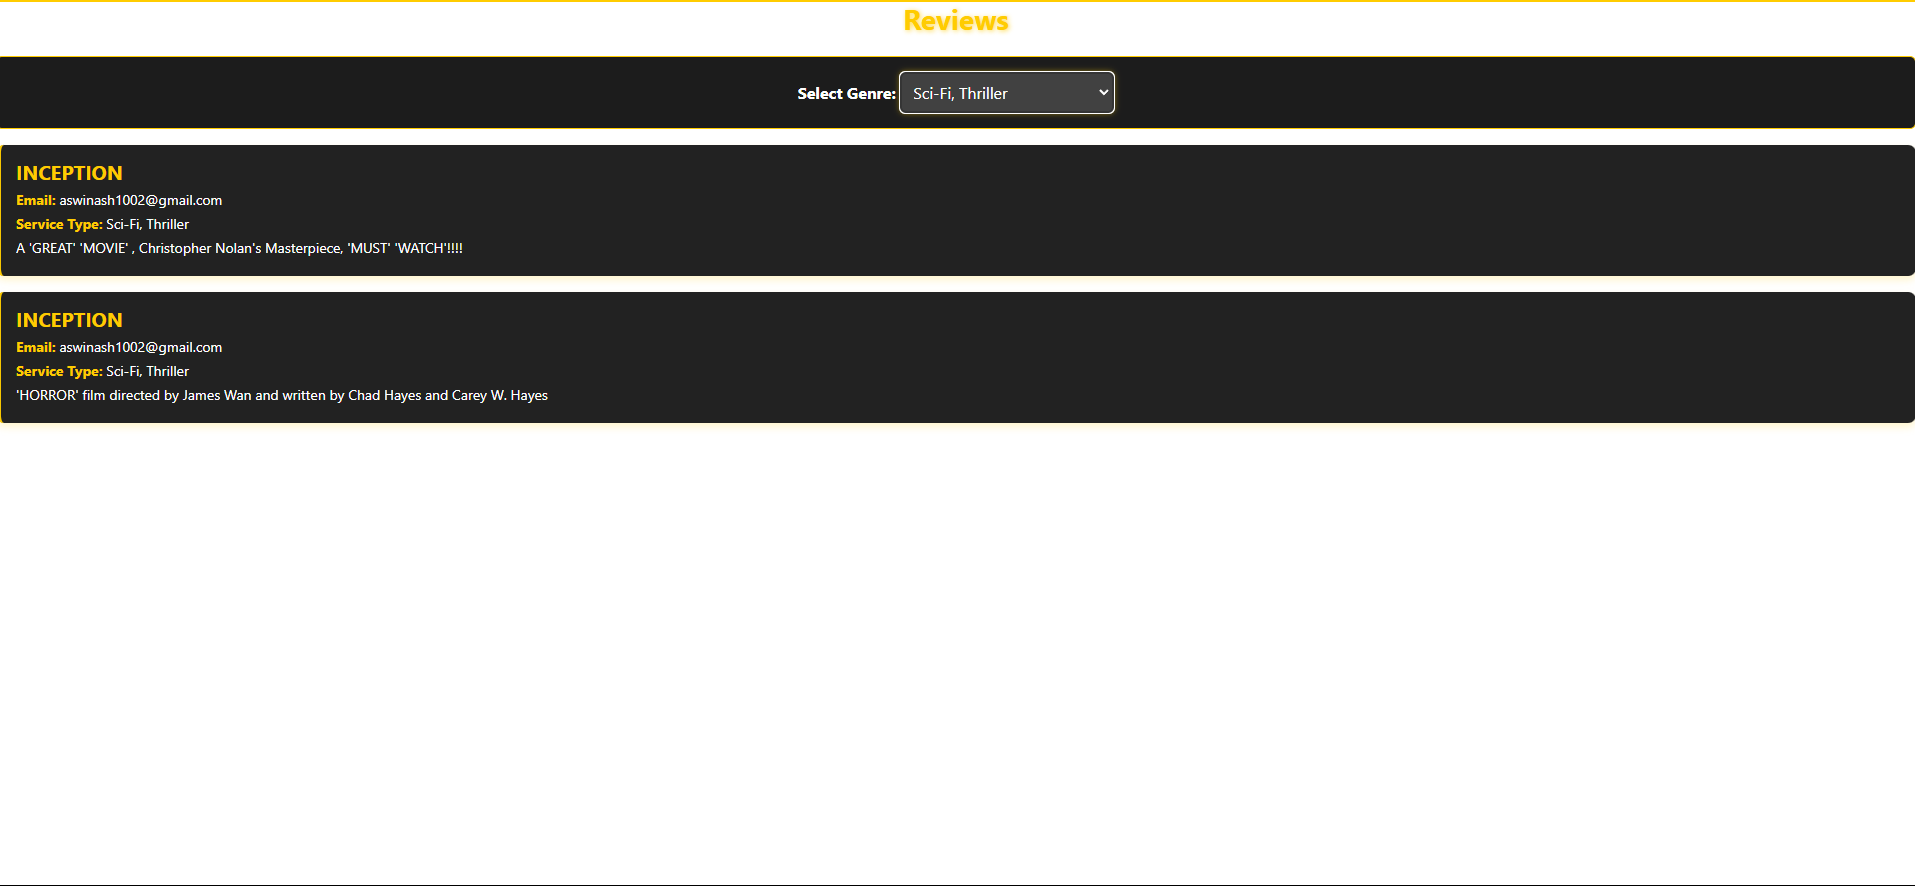 Reviews
Select Genre: Sci-Fi, Thriller
INCEPTION
Email: aswinash1002@gmail.com
Service Type: Sci-Fi, Thriller
A 'GREAT' 'MOVIE' , Christopher Nolan's Masterpiece, 'MUST' 'WATCH'!!!!
INCEPTION
Email: aswinash1002@gmail.com
Service Type: Sci-Fi, Thriller
'HORROR' film directed by James Wan and written by Chad Hayes and Carey W. Hayes